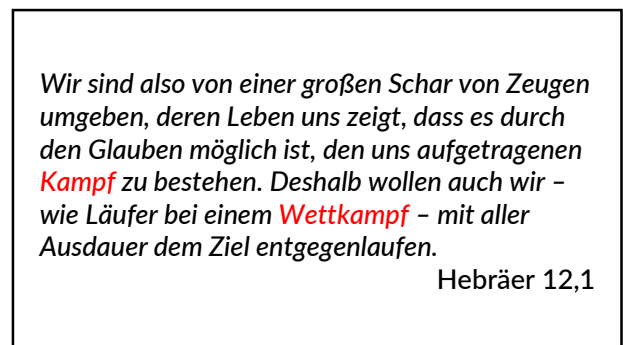 Wir sind also von einer großen Schar von Zeugen
umgeben, deren Leben uns zeigt, dass es durch
den Glauben möglich ist, den uns aufgetragenen
Kampf zu bestehen. Deshalb wollen auch wir –
wie Läufer bei einem Wettkampf – mit aller
Ausdauer dem Ziel entgegenlaufen.
Hebräer 12,1